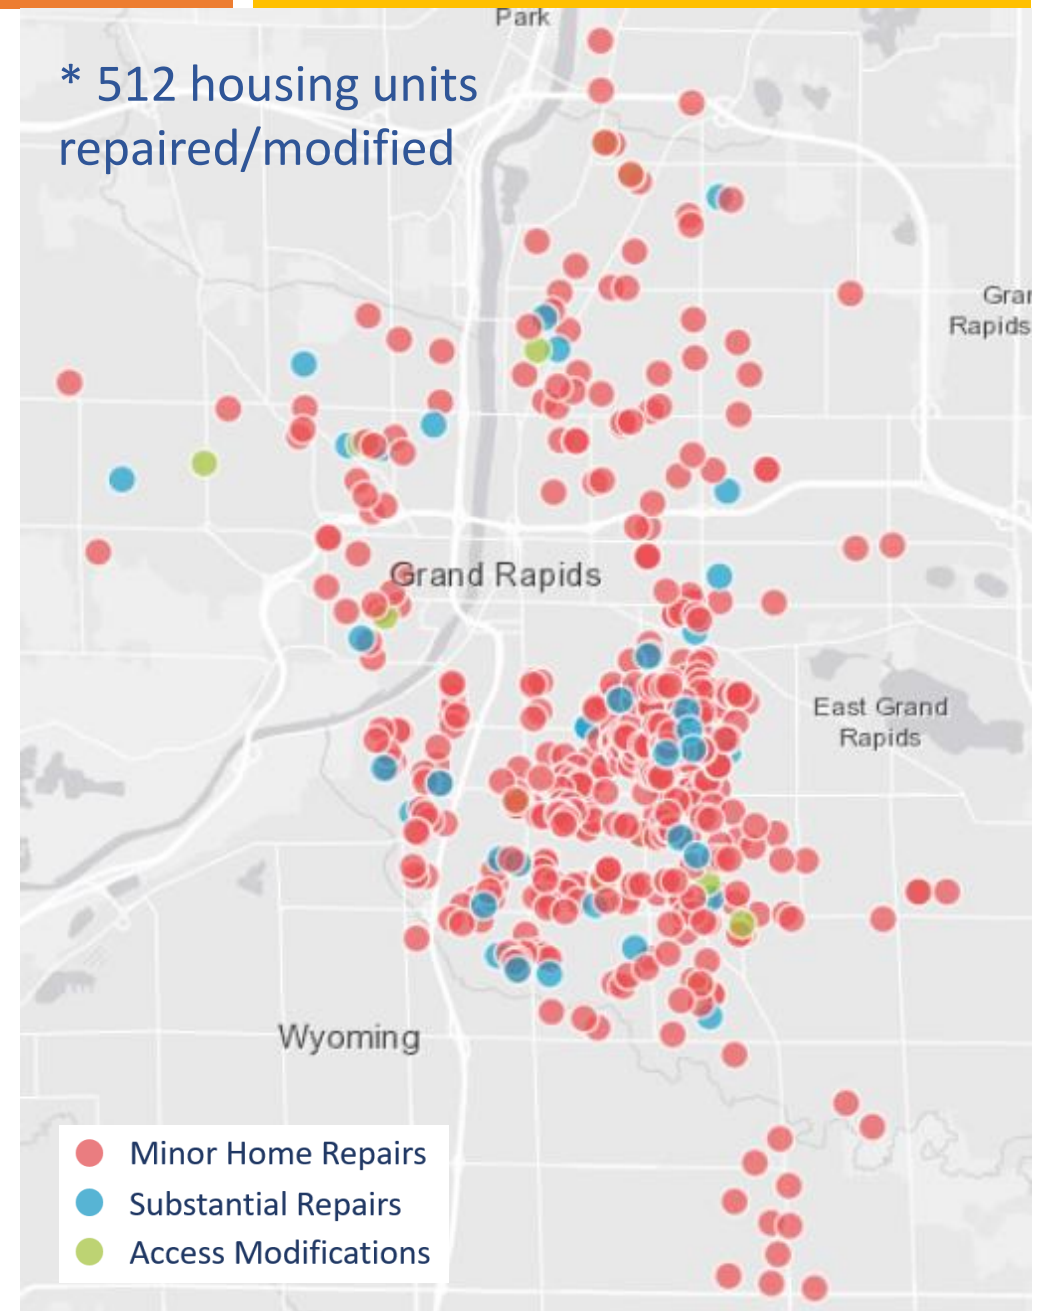 Park
* 512 housing units
repaired/modified
Rapids
Grand Rapids
East Grand
Rapids
Wyoming
Minor Home Repairs
Substantial Repairs
Access Modifications